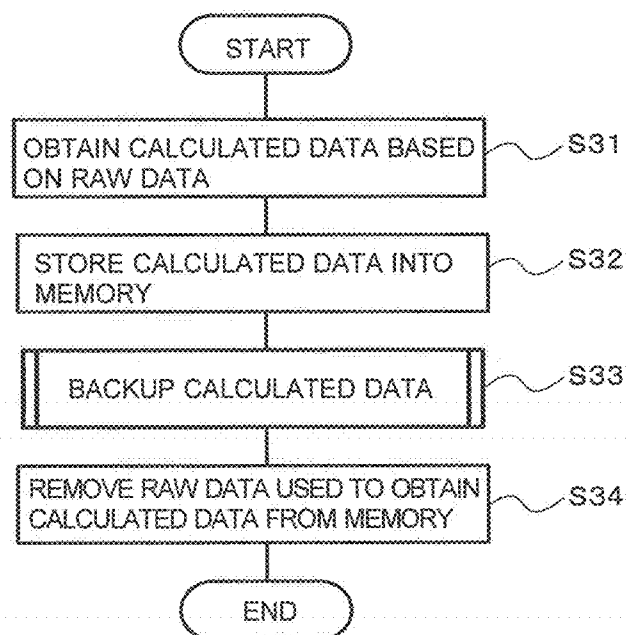 START
OBTAIN CALCULATED DATA BASED
ON RAW DATA
S31
STORE CALCULATED DATA INTO
MEMORY
S32
BACKUP CALCULATED DATA
S33
REMOVE RAW DATA USED TO OBTAIN
CALCULATED DATA FROM MEMORY
S34
END